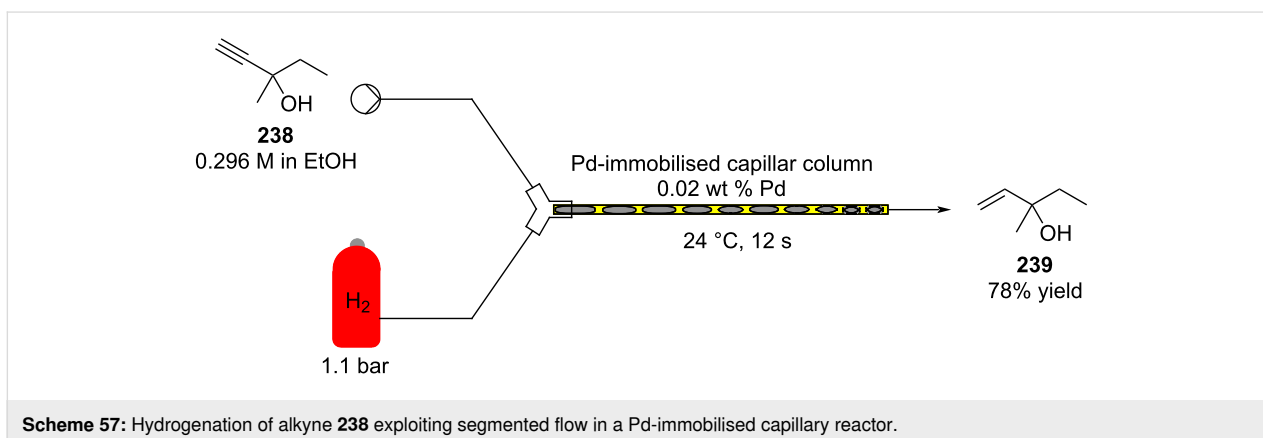 OH
238
0.296 M in EtOH
H2
1.1 bar
Pd-immobilised capillar column
0.02 wt % Pd
24 °C, 12 s
OH
239
78% yield
Scheme 57: Hydrogenation of alkyne 238 exploiting segmented flow in a Pd-immobilised capillary reactor.